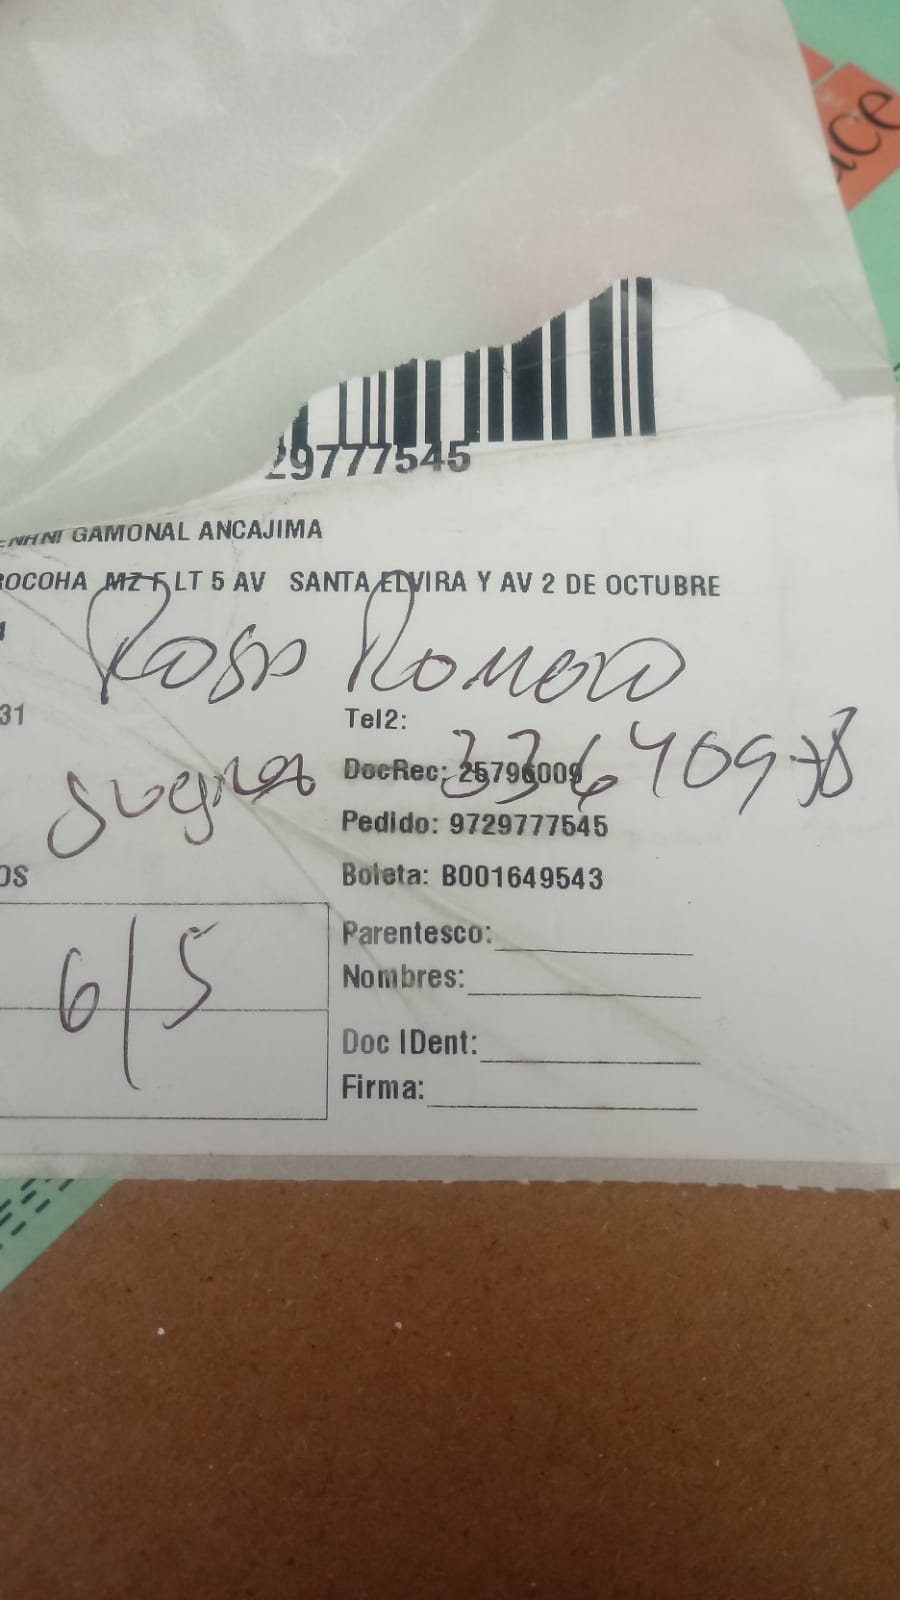 ace
29777545
GAMONAL ANCAJIMA
ROCOHA MZ F LT 5 AV SANTA ELVIRA Y AV 2 DE OCTUBRE
Rosa Romero
31
Tel2:
DocRec: 25796009
suegra
Pedido: 9729777545
OS
Boleta: B001649543
Parentesco:
6/5
Nombres:
Doc IDent:
Firma: